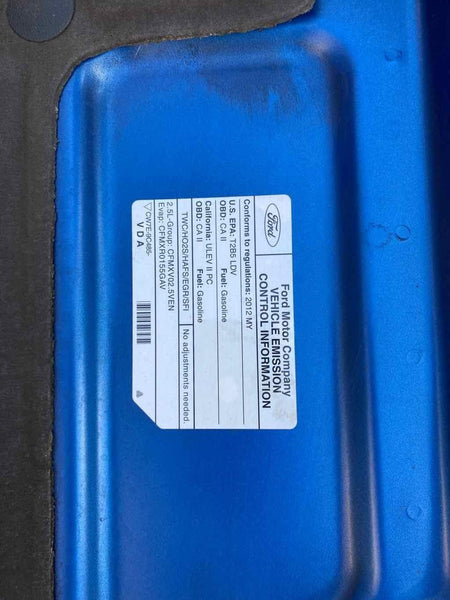 Ford
Ford Motor Company
VEHICLE EMISSION
CONTROL INFORMATION
Conforms to regulations: 2012 MY
U.S. EPA: T2B5 LDV
OBD: CA II Fuel: Gasoline
California: ULEV II PC
OBD: CA II Fuel: Gasoline
TWC/HO2S/HAFS/EGR/SFI No adjustments needed.
2.5L-Group: CFMXV02.5VEN
Evap: CFMXR0155GAV
CW7E-9C485-
VDA